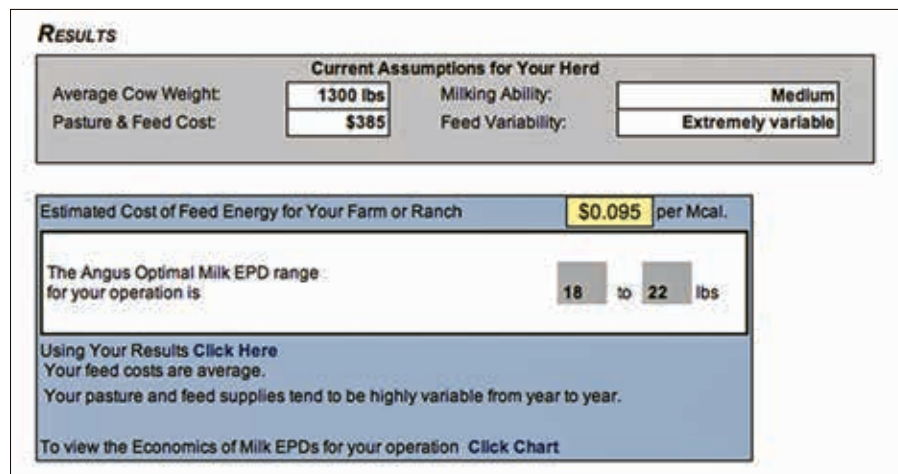 RESULTS
Current Assumptions for Your Herd
Average Cow Weight: 1300 lbs Milking Ability: Medium
Pasture & Feed Cost: $385 Feed Variability: Extremely variable
Estimated Cost of Feed Energy for Your Farm or Ranch $0.095 per Mcal.
The Angus Optimal Milk EPD range
for your operation is 18 to 22 lbs
Using Your Results Click Here
Your feed costs are average.
Your pasture and feed supplies tend to be highly variable from year to year.
To view the Economics of Milk EPDs for your operation Click Chart